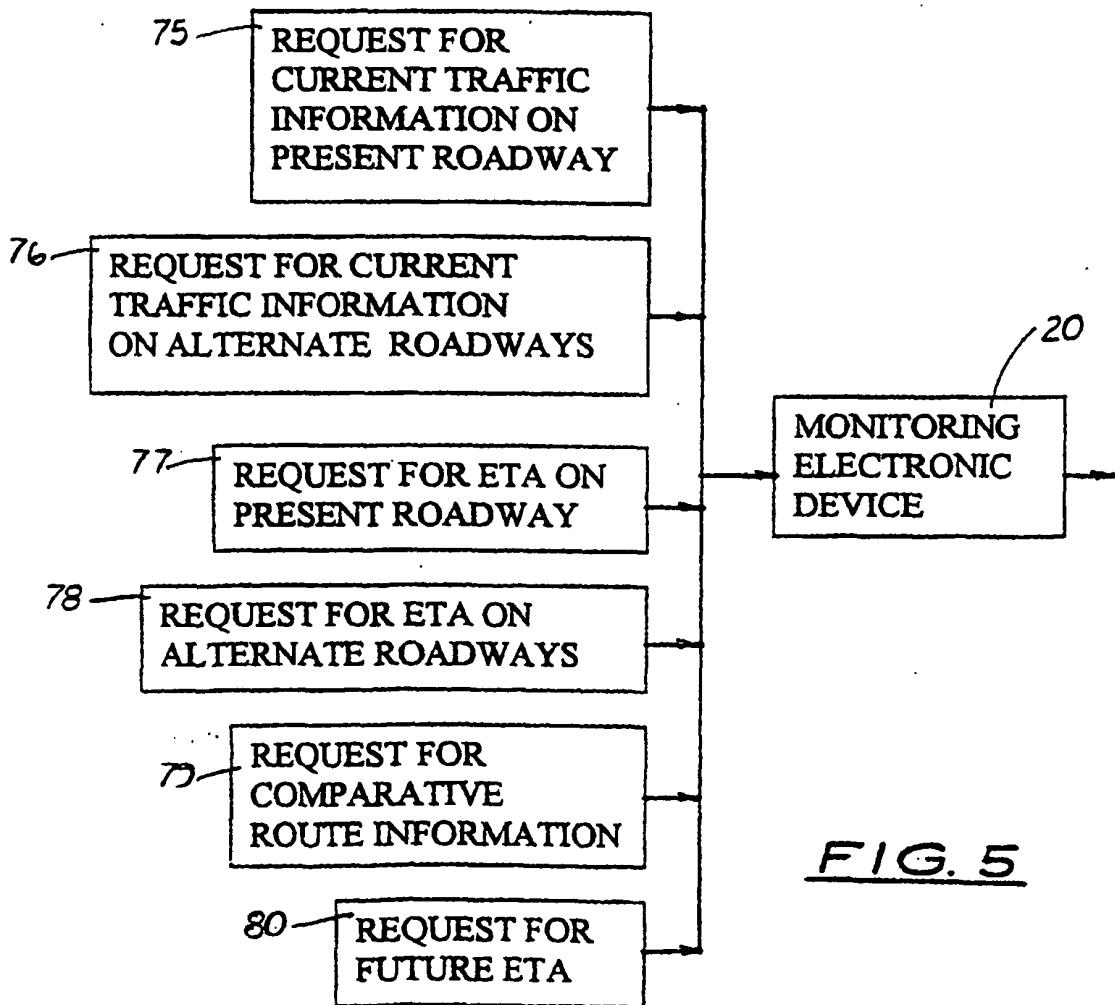 75
REQUEST FOR
CURRENT TRAFFIC
INFORMATION ON
PRESENT ROADWAY
76
REQUEST FOR CURRENT
TRAFFIC INFORMATION
ON ALTERNATE ROADWAYS
20
MONITORING
ELECTRONIC
DEVICE
77
REQUEST FOR ETA ON
PRESENT ROADWAY
78
REQUEST FOR ETA ON
ALTERNATE ROADWAYS
79
REQUEST FOR
COMPARATIVE
ROUTE INFORMATION
80
REQUEST FOR
FUTURE ETA
FIG. 5